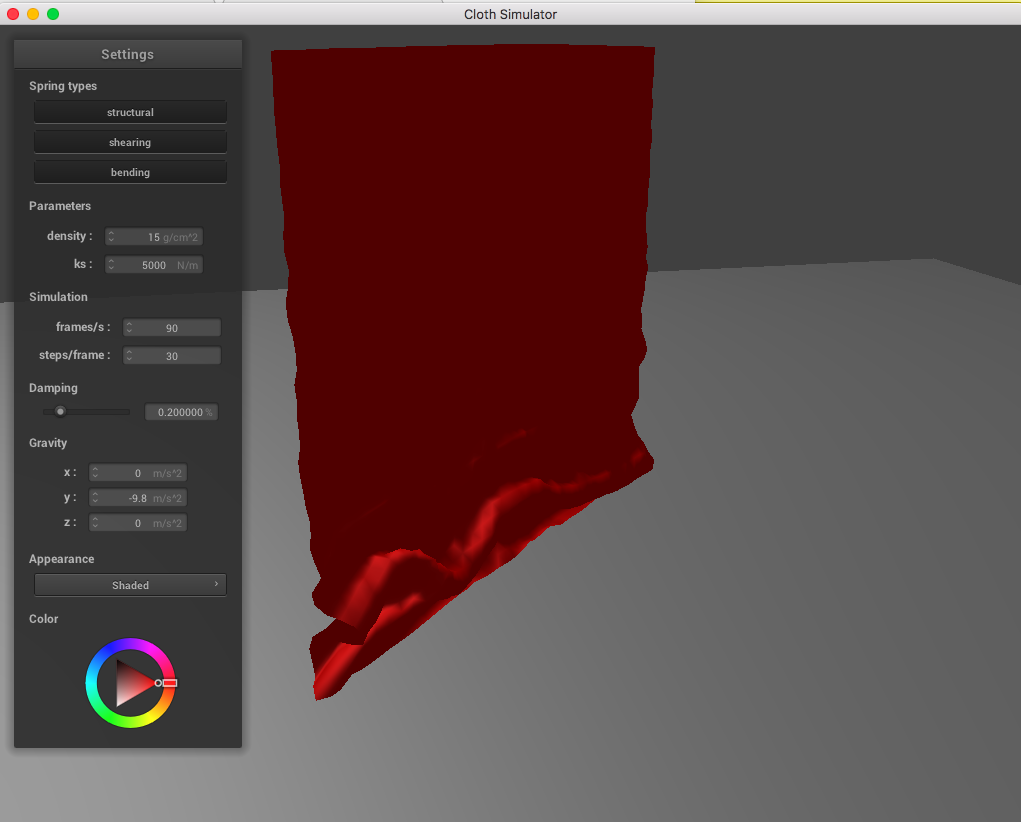 Cloth Simulator
Settings
Spring types
structural
shearing
bending
Parameters
density : 15 g/cm^2
ks : 5000 N/m
Simulation
frames/s : 90
steps/frame : 30
Damping
0.200000 %
Gravity
x : 0 m/s^2
y : -9.8 m/s^2
z : 0 m/s^2
Appearance
Shaded
Color